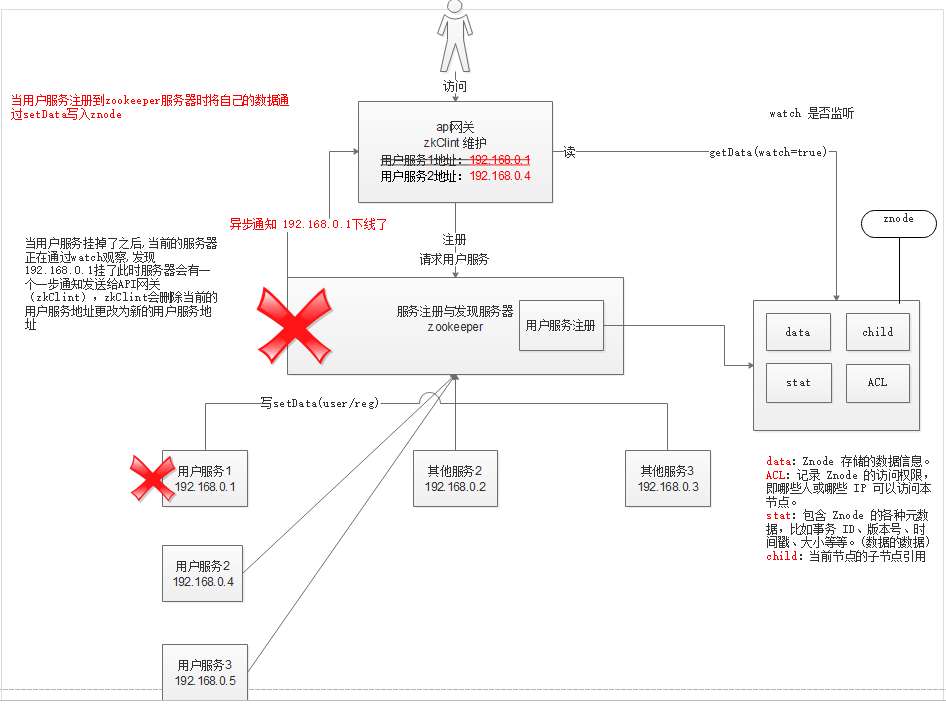 访问
当用户服务注册到zookeeper服务器时将自己的数据通
过setData写入znode
api网关
zkClint 维护
用户服务1地址：192.168.0.1
用户服务2地址：192.168.0.4
读
getData(watch=true)
watch 是否监听
znode
异步通知 192.168.0.1下线了
当用户服务挂掉了之后,当前的服务器
正在通过watch观察,发现
192.168.0.1挂了此时服务器会有一
个一步通知发送给API网关
（zkClint），zkClint会删除当前的
用户服务地址更改为新的用户服务地
址
注册
请求用户服务
服务注册与发现服务器
zookeeper
用户服务注册
data
child
stat
ACL
写setData(user/reg)
用户服务1
192.168.0.1
其他服务2
192.168.0.2
其他服务3
192.168.0.3
用户服务2
192.168.0.4
用户服务3
192.168.0.5
data：Znode 存储的数据信息。
ACL：记录 Znode 的访问权限，
即哪些人或哪些 IP 可以访问本
节点。
stat：包含 Znode 的各种元数
据，比如事务 ID、版本号、时
间戳、大小等等。(数据的数据)
child：当前节点的子节点引用